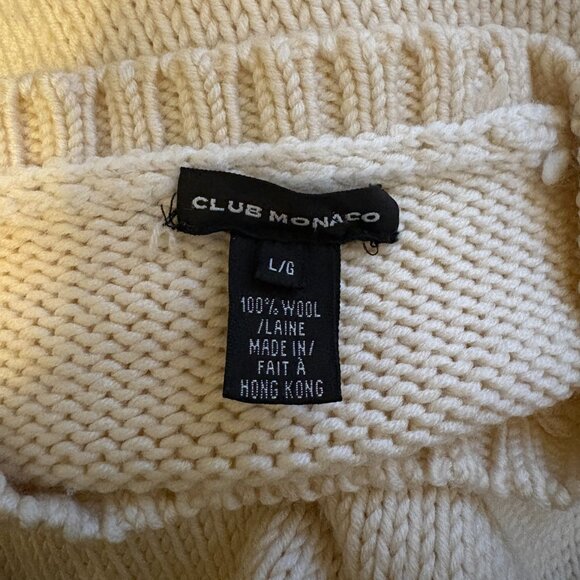 CLUB MONACO
L/G
100% WOOL
/LAINE
MADE IN/
FAIT À
HONG KONG